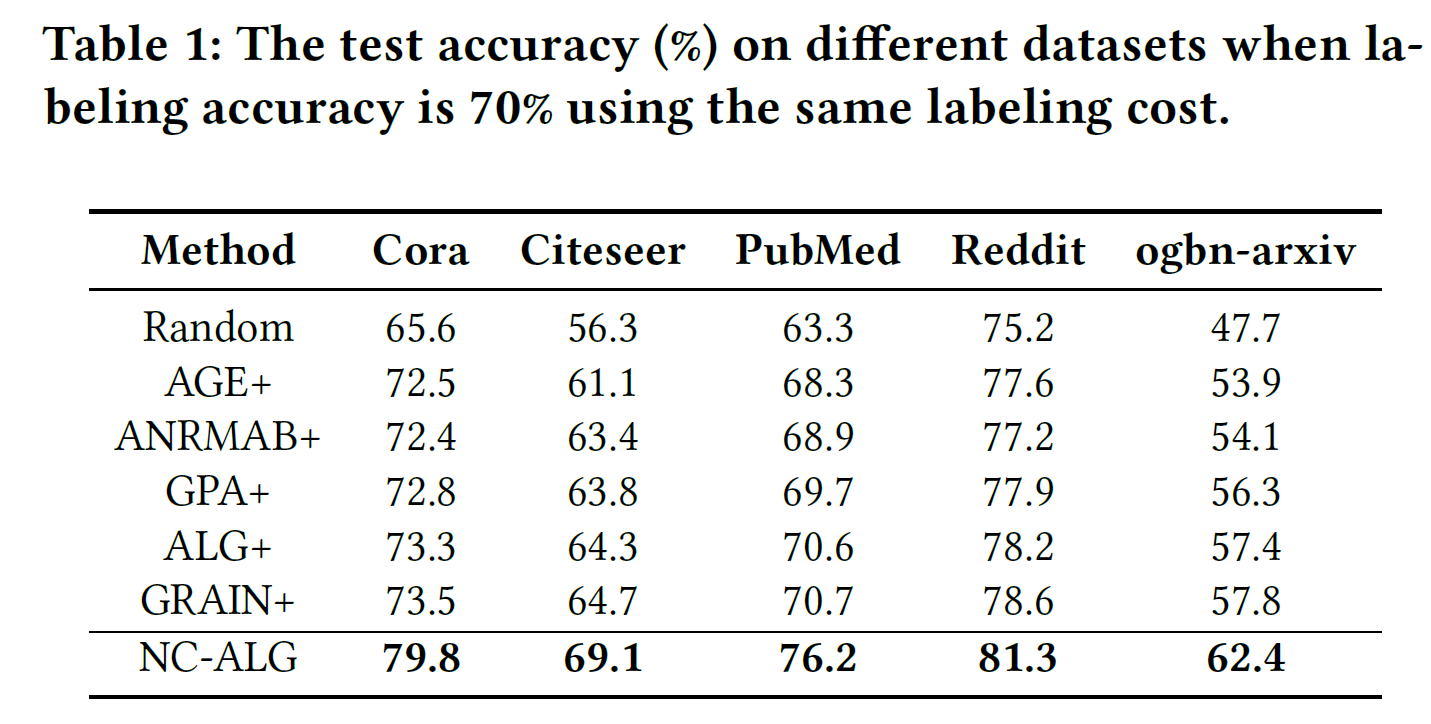 Table 1: The test accuracy (%) on different datasets when la-
beling accuracy is 70% using the same labeling cost.
Method Cora Citeseer PubMed Reddit ogbn-arxiv
Random 65.6 56.3 63.3 75.2 47.7
AGE+ 72.5 61.1 68.3 77.6 53.9
ANRMAB+ 72.4 63.4 68.9 77.2 54.1
GPA+ 72.8 63.8 69.7 77.9 56.3
ALG+ 73.3 64.3 70.6 78.2 57.4
GRAIN+ 73.5 64.7 70.7 78.6 57.8
NC-ALG 79.8 69.1 76.2 81.3 62.4